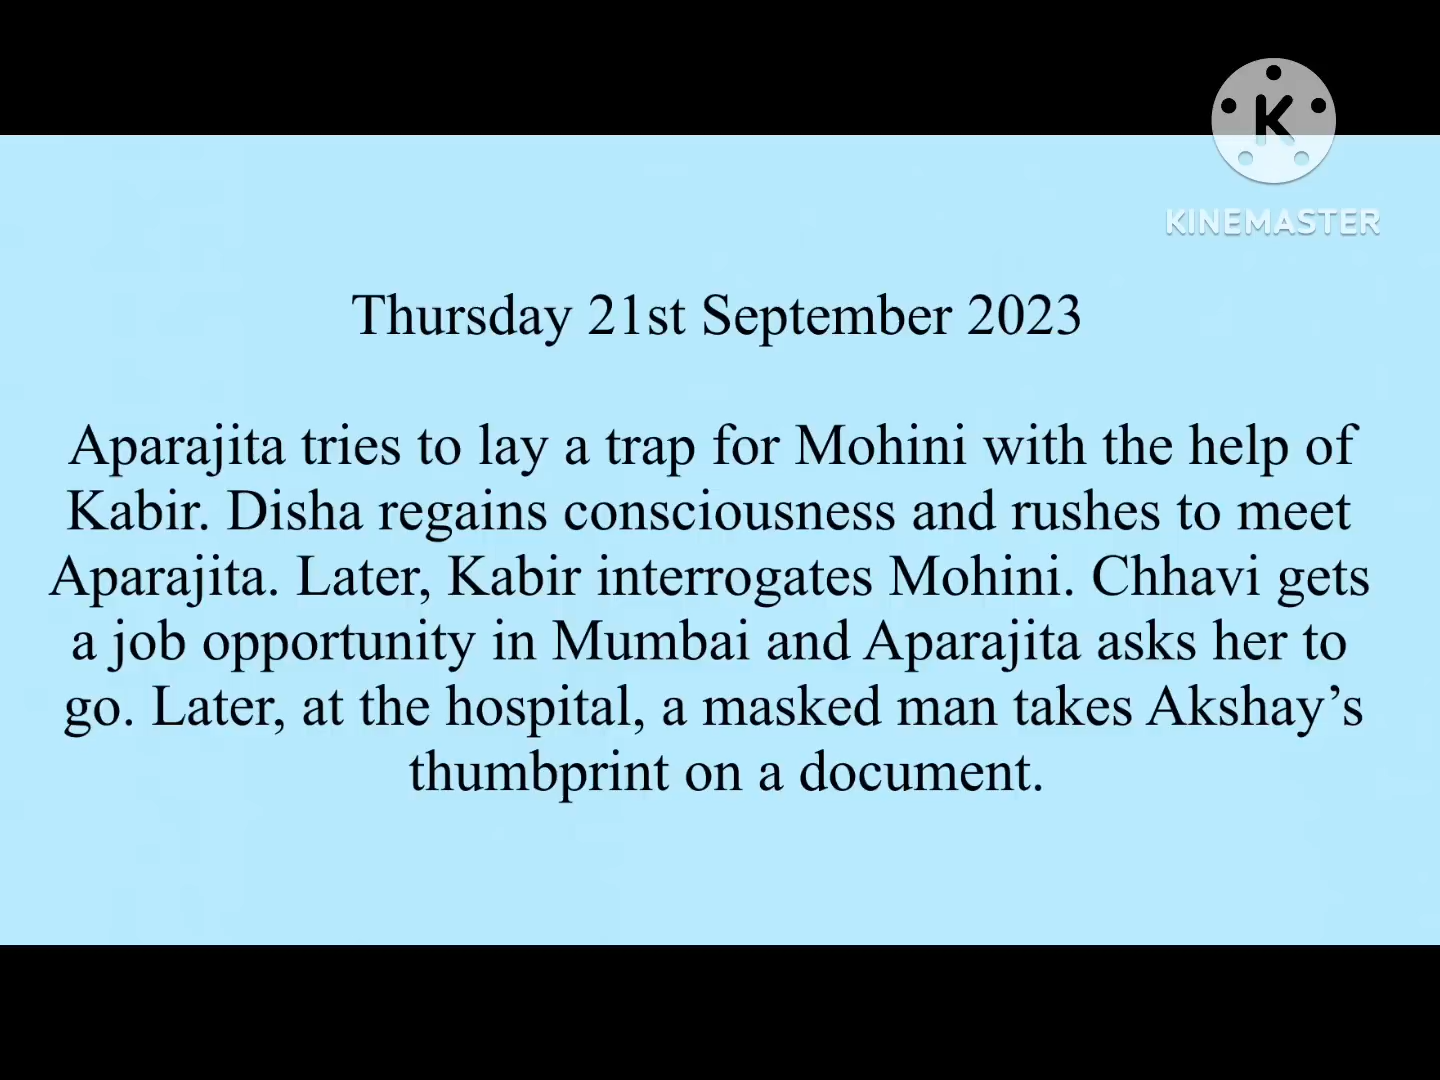 K
KINEMASTER
Thursday 21st September 2023
Aparajita tries to lay a trap for Mohini with the help of
Kabir. Disha regains consciousness and rushes to meet
Aparajita. Later, Kabir interrogates Mohini. Chhavi gets
a job opportunity in Mumbai and Aparajita asks her to
go. Later, at the hospital, a masked man takes Akshay’s
thumbprint on a document.